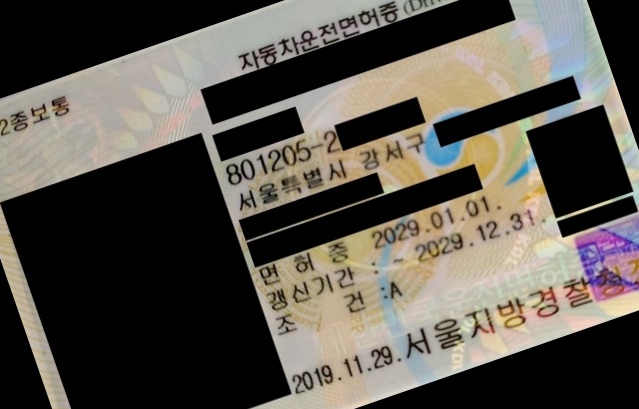 자동차운전면허증
2종보통
801205-2
서울특별시 강서구
면 허 증 2029.01.01.
갱신기간 : ~ 2029.12.31.
조 건 :A
2019.11.29. 서울지방경찰청